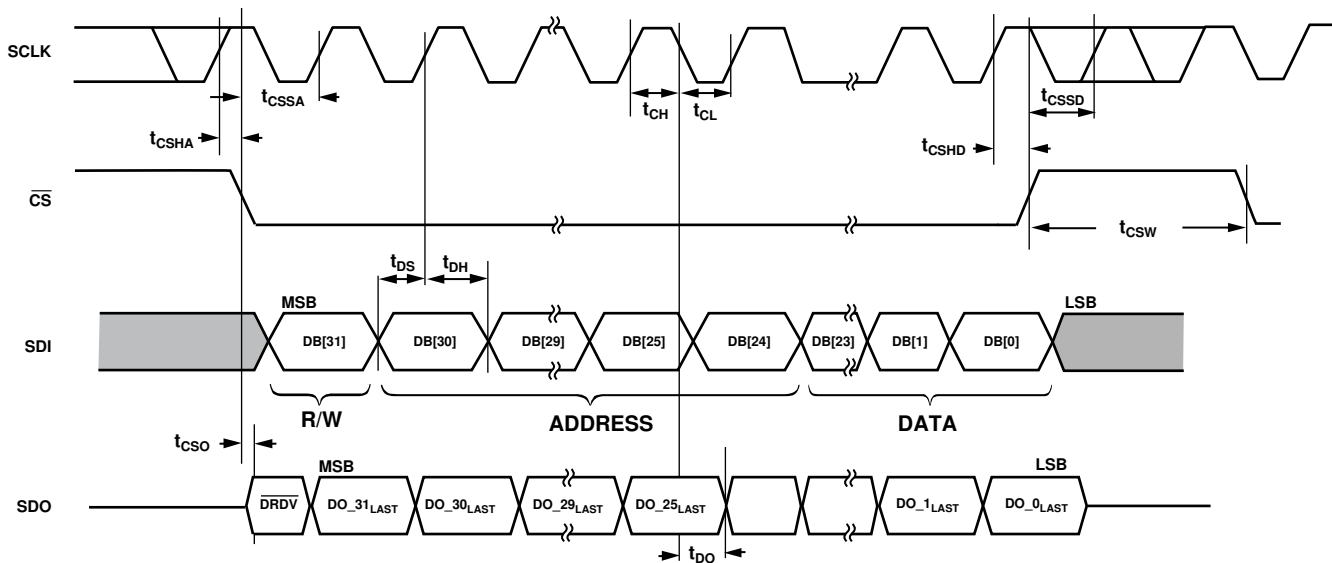 SCLK
tCSSA
tCH
tCL
tCSSD
tCSHA
tCSHD
CS
tCSW
tDS
tDH
MSB
LSB
SDI
DB[31]
DB[30]
DB[29]
DB[25]
DB[24]
DB[23]
DB[1]
DB[0]
R/W
ADDRESS
DATA
tCSO
MSB
LSB
SDO
DRDV
DO_31LAST
DO_30LAST
DO_29LAST
DO_25LAST
DO_1LAST
DO_0LAST
tDO